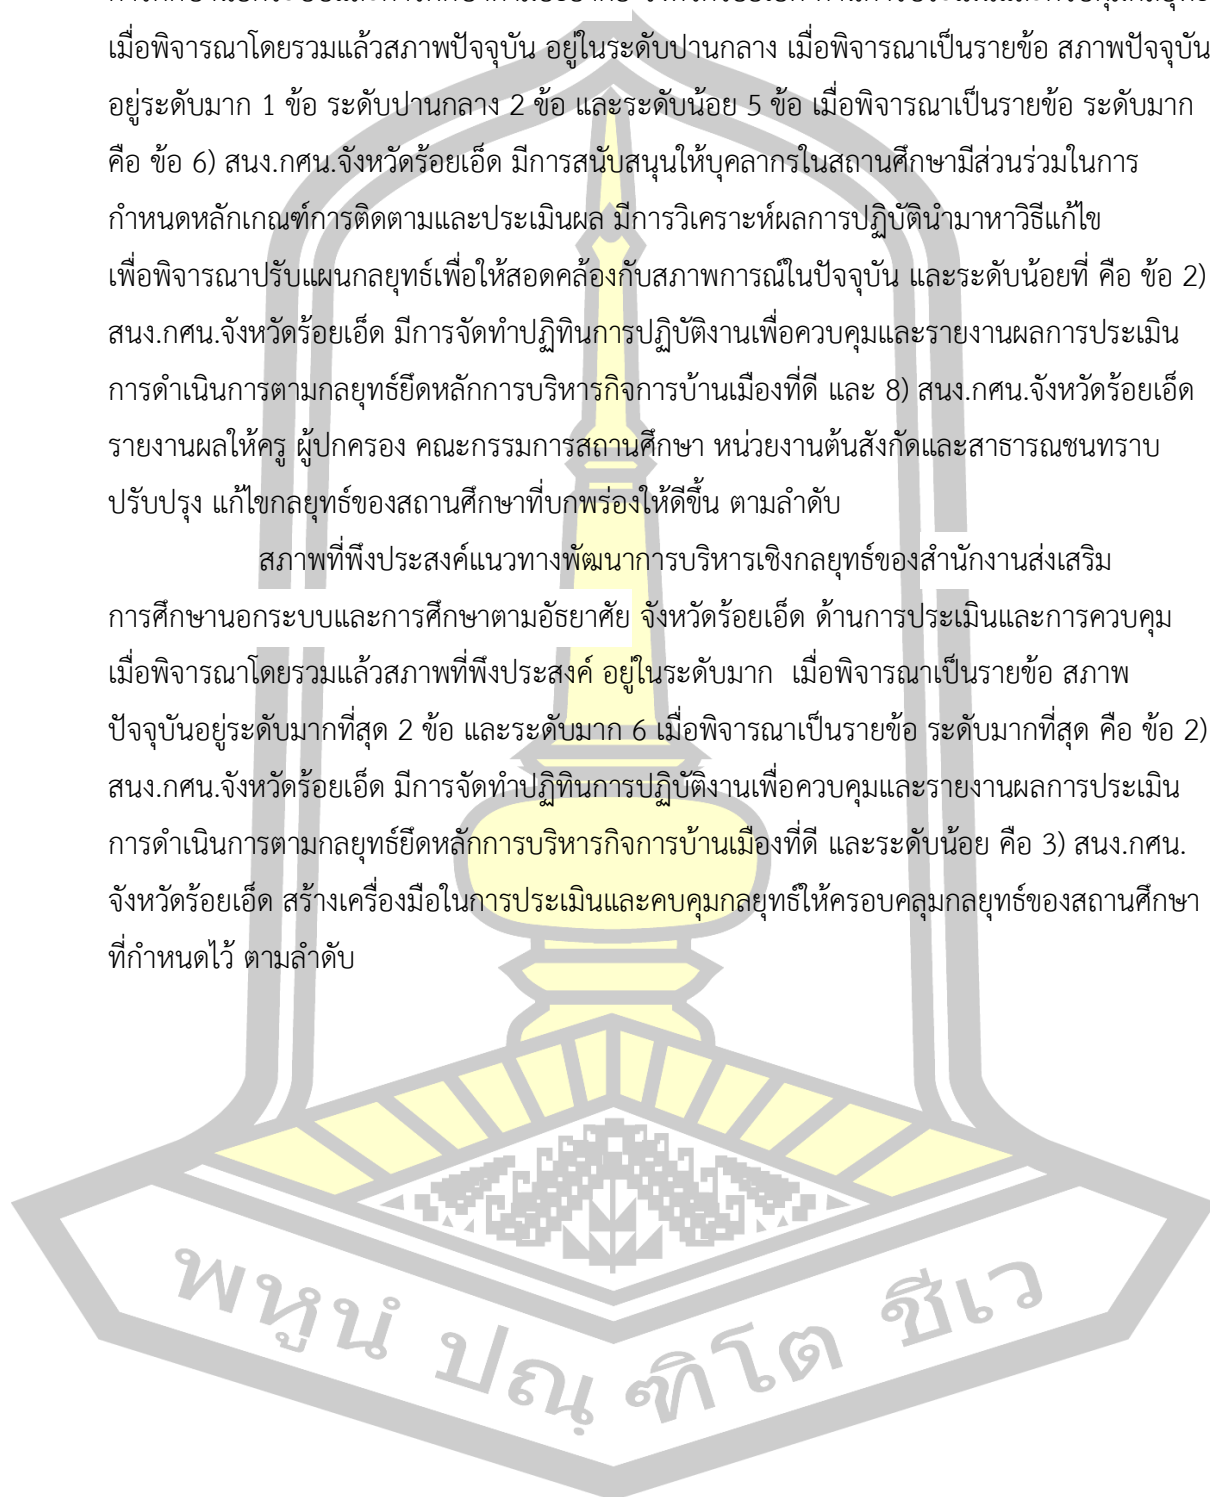 เมื่อพิจารณาโดยรวมแล้วสภาพปัจจุบัน อยู่ในระดับปานกลาง เมื่อพิจารณาเป็นรายข้อ สภาพปัจจุบัน
อยู่ระดับมาก 1 ข้อ ระดับปานกลาง 2 ข้อ และระดับน้อย 5 ข้อ เมื่อพิจารณาเป็นรายข้อ ระดับมาก
คือ ข้อ 6) สนง.กศน.จังหวัดร้อยเอ็ด มีการสนับสนุนให้บุคลากรในสถานศึกษามีส่วนร่วมในการ
กำหนดหลักเกณฑ์การติดตามและประเมินผล มีการวิเคราะห์ผลการปฏิบัตินำมาหาวิธีแก้ไข
เพื่อพิจารณาปรับแผนกลยุทธ์เพื่อให้สอดคล้องกับสภาพการณ์ในปัจจุบัน และระดับน้อยที่ คือ ข้อ 2)
สนง.กศน.จังหวัดร้อยเอ็ด มีการจัดทำปฏิทินการปฏิบัติงานเพื่อควบคุมและรายงานผลการประเมิน
การดำเนินการตามกลยุทธ์ยึดหลักการบริหารกิจการบ้านเมืองที่ดี และ 8) สนง.กศน.จังหวัดร้อยเอ็ด
รายงานผลให้ครู ผู้ปกครอง คณะกรรมการสถานศึกษา หน่วยงานต้นสังกัดและสาธารณชนทราบ
ปรับปรุง แก้ไขกลยุทธ์ของสถานศึกษาที่บกพร่องให้ดีขึ้น ตามลำดับ
สภาพที่พึงประสงค์แนวทางพัฒนาการบริหารเชิงกลยุทธ์ของสำนักงานส่งเสริม
การศึกษานอกระบบและการศึกษาตามอัธยาศัย จังหวัดร้อยเอ็ด ด้านการประเมินและการควบคุม
เมื่อพิจารณาโดยรวมแล้วสภาพที่พึงประสงค์ อยู่ในระดับมาก เมื่อพิจารณาเป็นรายข้อ สภาพ
ปัจจุบันอยู่ระดับมากที่สุด 2 ข้อ และระดับมาก 6 เมื่อพิจารณาเป็นรายข้อ ระดับมากที่สุด คือ ข้อ 2)
สนง.กศน.จังหวัดร้อยเอ็ด มีการจัดทำปฏิทินการปฏิบัติงานเพื่อควบคุมและรายงานผลการประเมิน
การดำเนินการตามกลยุทธ์ยึดหลักการบริหารกิจการบ้านเมืองที่ดี และระดับน้อย คือ 3) สนง.กศน.
จังหวัดร้อยเอ็ด สร้างเครื่องมือในการประเมินและคบคุมกลยุทธ์ให้ครอบคลุมกลยุทธ์ของสถานศึกษา
ที่กำหนดไว้ ตามลำดับ
พหูนํ ปณฺฑิโต ชีเว